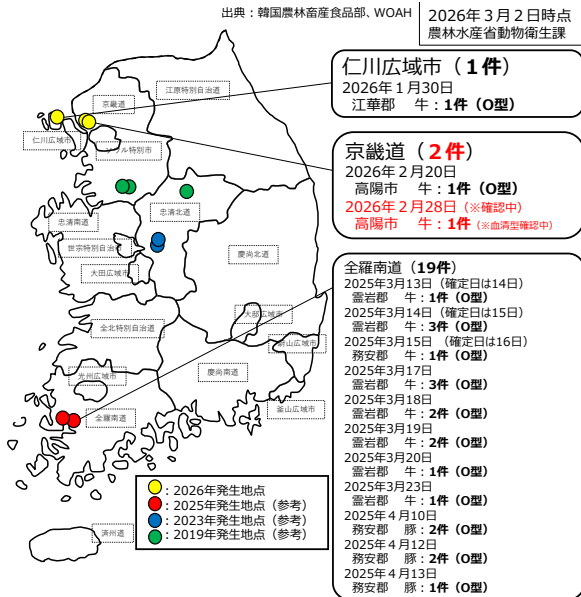 出典：韓国農林畜産食品部、WOAH
2026年３月２日時点
農林水産省動物衛生課
仁川広域市（１件）
2026年１月30日
江華郡　牛：1件（O型）
京畿道（２件）
2026年２月20日
高陽市　牛：1件（O型）
2026年２月28日（※確認中）
高陽市　牛：1件（※血清型確認中）
全羅南道（19件）
2025年3月13日（確定日は14日）
霊岩郡　牛：1件（O型）
2025年3月14日（確定日は15日）
霊岩郡　牛：3件（O型）
2025年3月15日（確定日は16日）
務安郡　牛：1件（O型）
2025年3月17日
霊岩郡　牛：3件（O型）
2025年3月18日
霊岩郡　牛：2件（O型）
2025年3月19日
霊岩郡　牛：2件（O型）
2025年3月20日
霊岩郡　牛：1件（O型）
2025年3月23日
霊岩郡　牛：1件（O型）
2025年４月10日
務安郡　豚：2件（O型）
2025年４月12日
務安郡　豚：2件（O型）
2025年４月13日
務安郡　豚：1件（O型）
江原特別自治道
京畿道
仁川広域市
ソウル特別市
忠清南道
忠清北道
世宗特別自治市
大田広域市
慶尚北道
全北特別自治道
大邱広域市
蔚山広域市
光州広域市
慶尚南道
全羅南道
釜山広域市
済州道
：2026年発生地点
：2025年発生地点（参考）
：2023年発生地点（参考）
：2019年発生地点（参考）